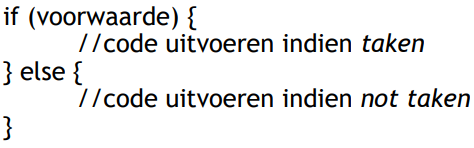 if (voorwaarde) {
//code uitvoeren indien taken
} else {
//code uitvoeren indien not taken
}